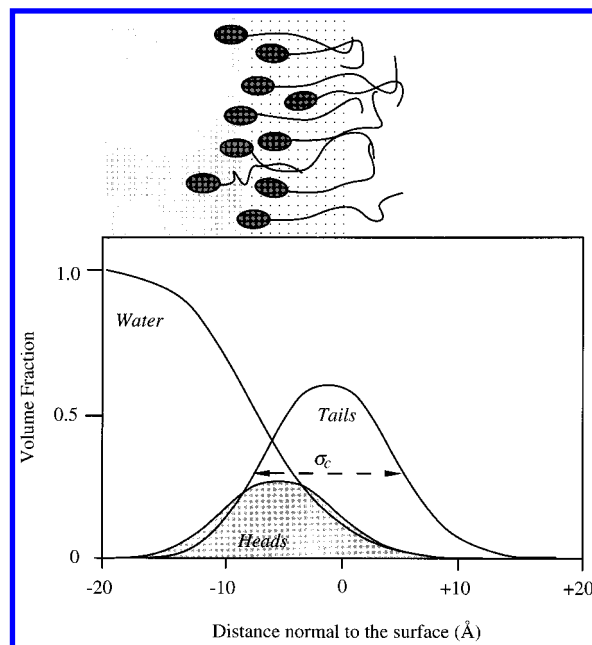 1.0
Water
Volume Fraction
0.5
Tails
σc
Heads
0
-20
-10
0
+10
+20
Distance normal to the surface (Å)